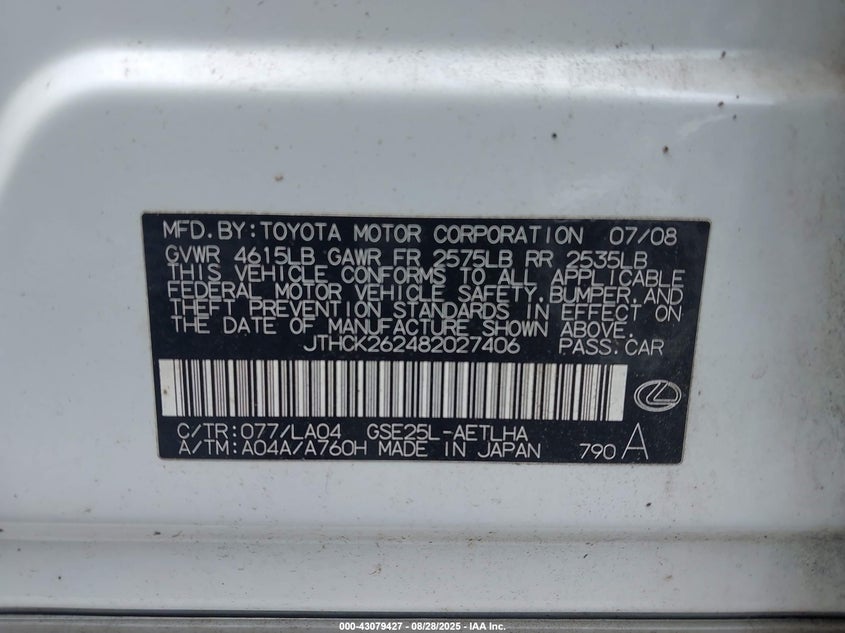 MFD.BY:TOYOTA MOTOR CORPORATION 07/08
GVWR 4615LB GAWR FR 2575LB RR 2535LB
THIS VEHICLE CONFORMS TO ALL APPLICABLE
FEDERAL MOTOR VEHICLE SAFETY,BUMPER,AND
THEFT PREVENTION STANDARDS IN EFFECT ON
THE DATE OF MANUFACTURE SHOWN ABOVE.
JTHCK262482027406 PASS.CAR
C/TR:077/LA04 GSE25L-AETLHA
A/TM:A04A/A760H MADE IN JAPAN 790 A
000-43079427 - 08/28/2025 - IAA Inc.